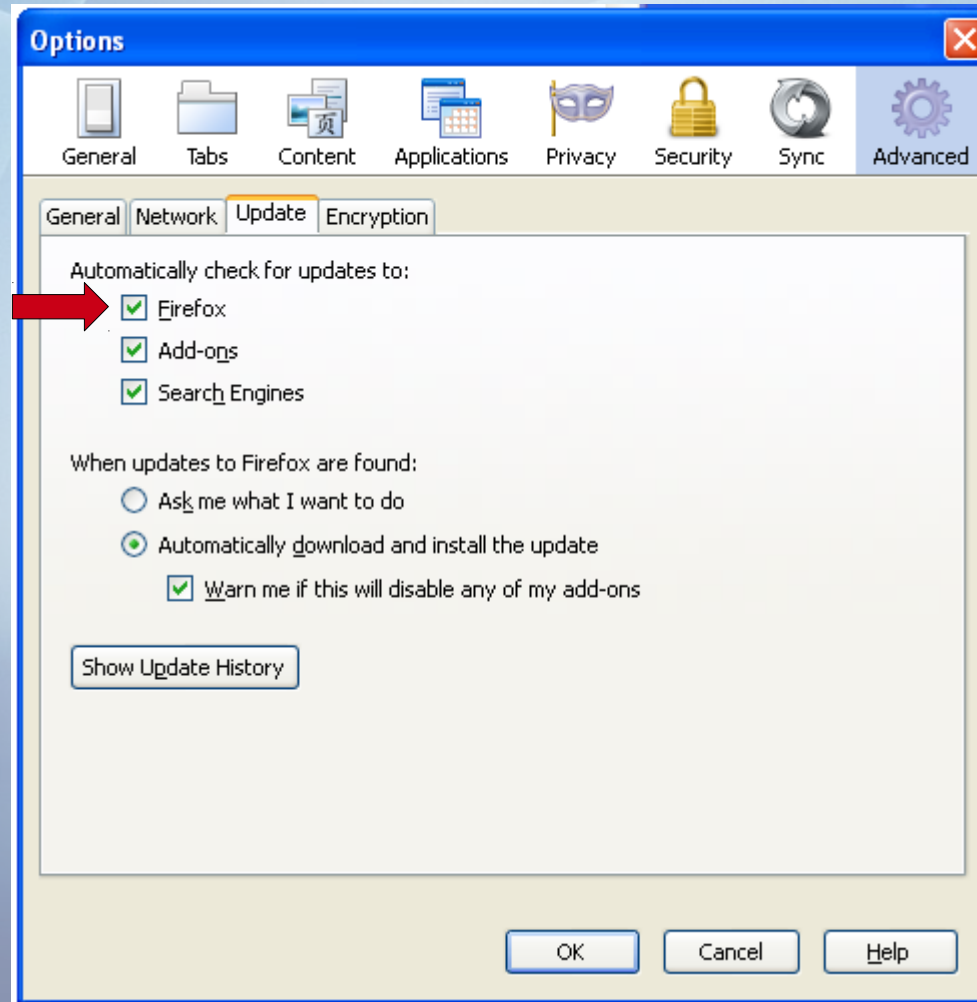 Options
General Tabs Content Applications Privacy Security Sync Advanced
页
General Network Update Encryption
Automatically check for updates to:
Firefox
Add-ons
Search Engines
When updates to Firefox are found:
Ask me what I want to do
Automatically download and install the update
Warn me if this will disable any of my add-ons
Show Update History
OK Cancel Help